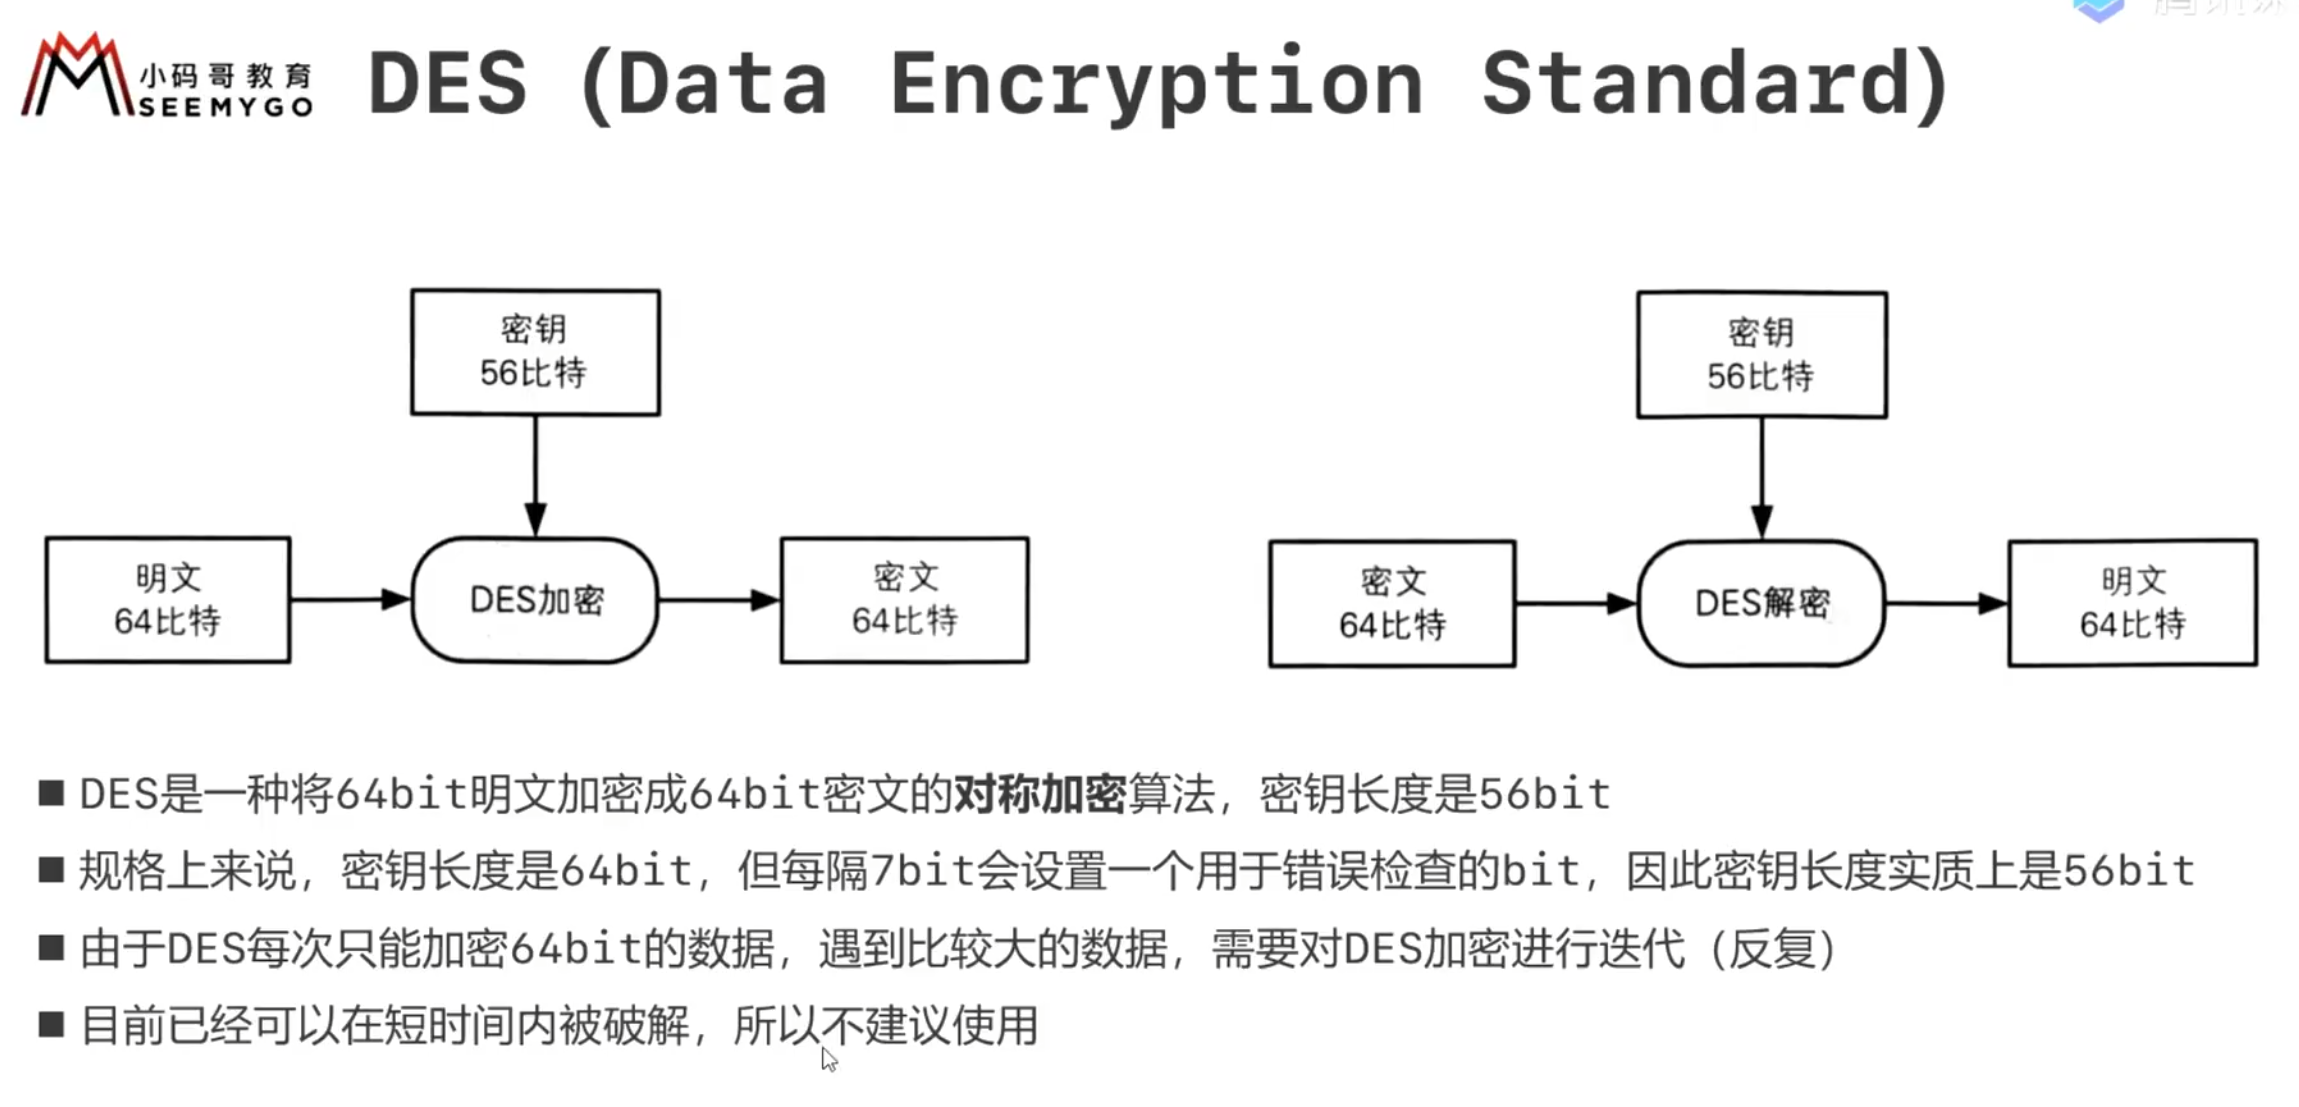 小码哥教育
SEEMYGO
DES (Data Encryption Standard)
密钥
56比特
明文
64比特
DES加密
密文
64比特
密钥
56比特
密文
64比特
DES解密
明文
64比特
DES是一种将64bit明文加密成64bit密文的对称加密算法，密钥长度是56bit
规格上来说，密钥长度是64bit，但每隔7bit会设置一个用于错误检查的bit，因此密钥长度实质上是56bit
由于DES每次只能加密64bit的数据，遇到比较大的数据，需要对DES加密进行迭代（反复）
目前已经可以在短时间内被破解，所以不建议使用